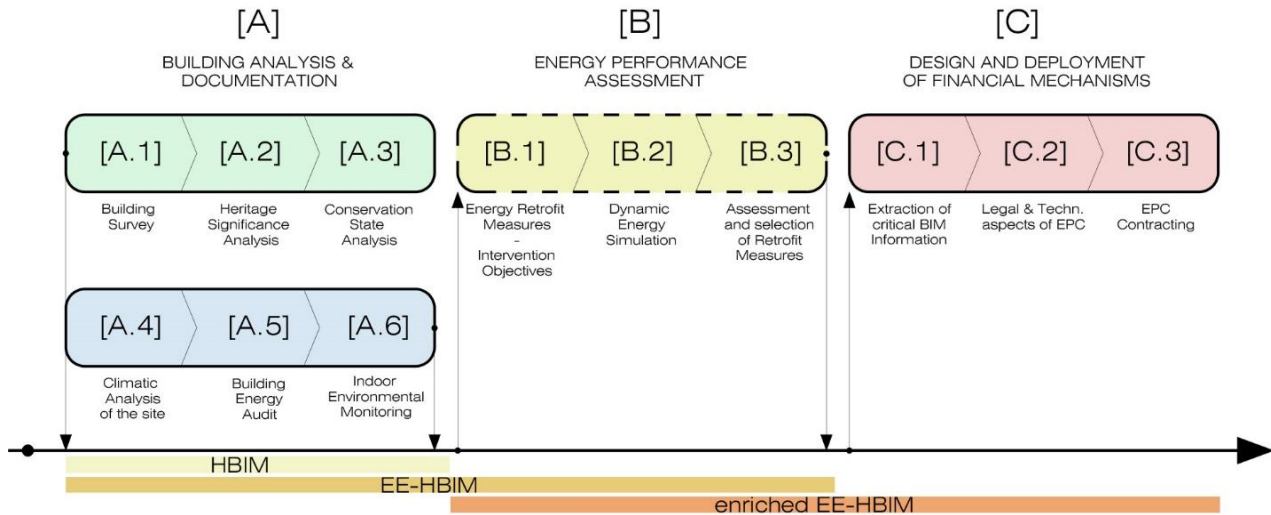 [A]
BUILDING ANALYSIS &
DOCUMENTATION
[B]
ENERGY PERFORMANCE
ASSESSMENT
[C]
DESIGN AND DEPLOYMENT
OF FINANCIAL MECHANISMS
[A.1]
[A.2]
[A.3]
Building
Survey
Heritage
Significance
Analysis
Conservation
State
Analysis
[B.1]
[B.2]
[B.3]
Energy Retrofit
Measures
-
Intervention
Objectives
Dynamic
Energy
Simulation
Assessment
and selection
of Retrofit
Measures
[C.1]
[C.2]
[C.3]
Extraction of
critical BIM
Information
Legal & Techn.
aspects of EPC
EPC
Contracting
[A.4]
[A.5]
[A.6]
Climatic
Analysis
of the site
Building
Energy
Audit
Indoor
Environmental
Monitoring
HBIM
EE-HBIM
enriched EE-HBIM